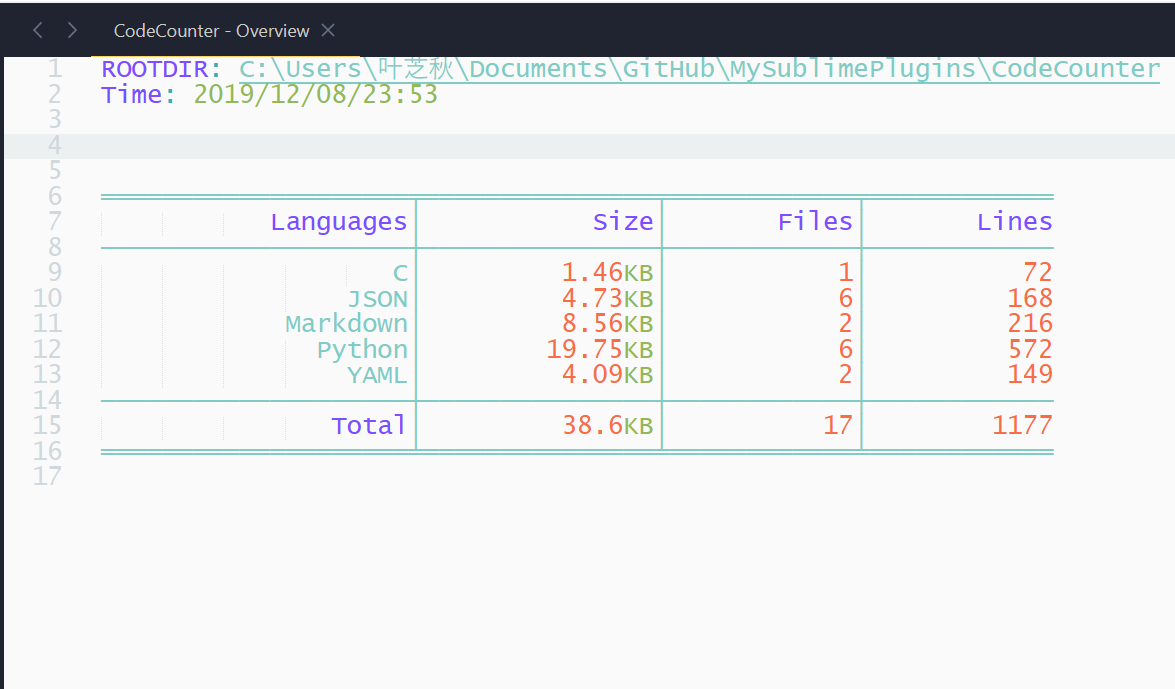 CodeCounter - Overview
1 ROOTDIR: C:\Users\叶芝秋\Documents\GitHub\MySublimePlugins\CodeCounter
2 Time: 2019/12/08/23:53
3
4
5
6
7 Languages Size Files Lines
8
9 C 1.46KB 1 72
10 JSON 4.73KB 6 168
11 Markdown 8.56KB 2 216
12 Python 19.75KB 6 572
13 YAML 4.09KB 2 149
14
15 Total 38.6KB 17 1177
16
17